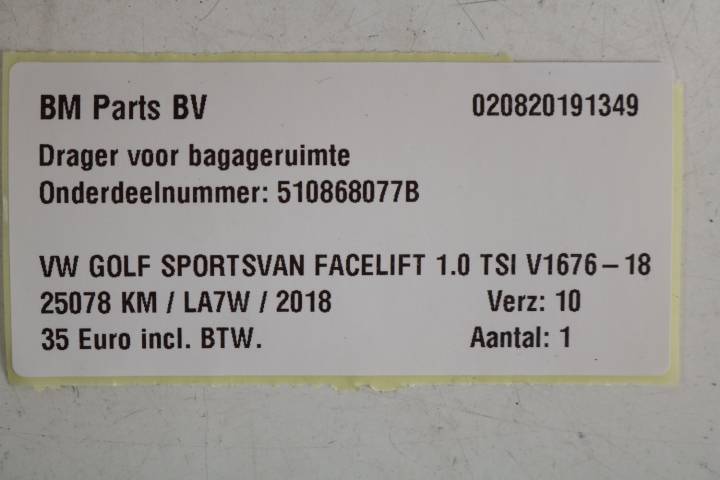 BM Parts BV 020820191349
Drager voor bagageruimte
Onderdeelnummer: 510868077B
VW GOLF SPORTSVAN FACELIFT 1.0 TSI V1676-18
25078 KM / LA7W / 2018 Verz: 10
35 Euro incl. BTW. Aantal: 1